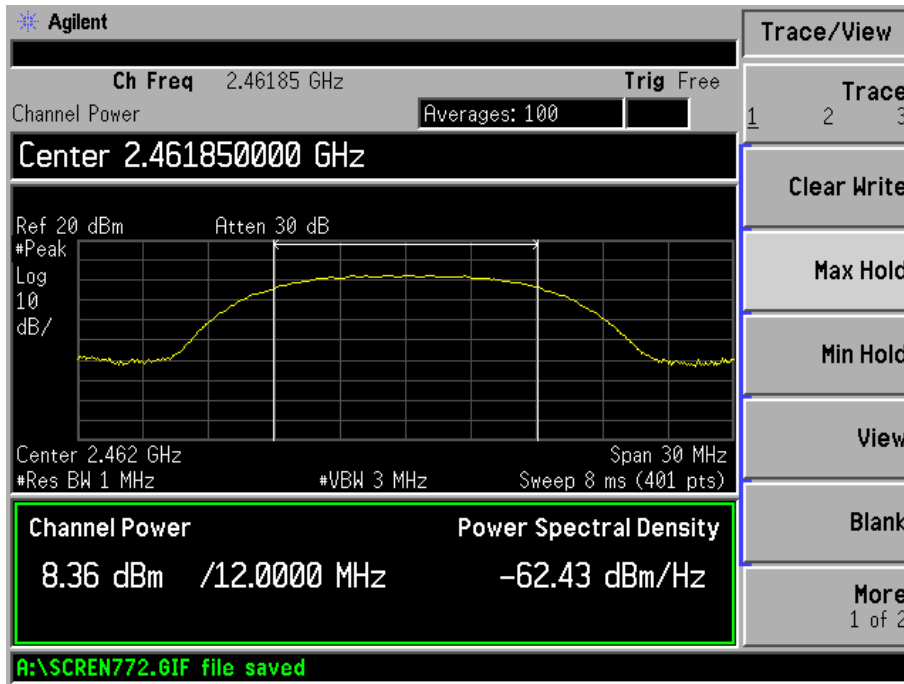 Agilent
Trace/View
Ch Freq 2.46185 GHz Trig Free
Channel Power Averages: 100
Center 2.461850000 GHz
Ref 20 dBm Atten 30 dB
#Peak
Log
10
dB/
Center 2.462 GHz Span 30 MHz
#Res BW 1 MHz #VBW 3 MHz Sweep 8 ms (401 pts)
Channel Power Power Spectral Density
8.36 dBm /12.0000 MHz -62.43 dBm/Hz
A:\SCREN772.GIF file saved
Trace
1 2 3
Clear Write
Max Hold
Min Hold
View
Blank
More
1 of 2